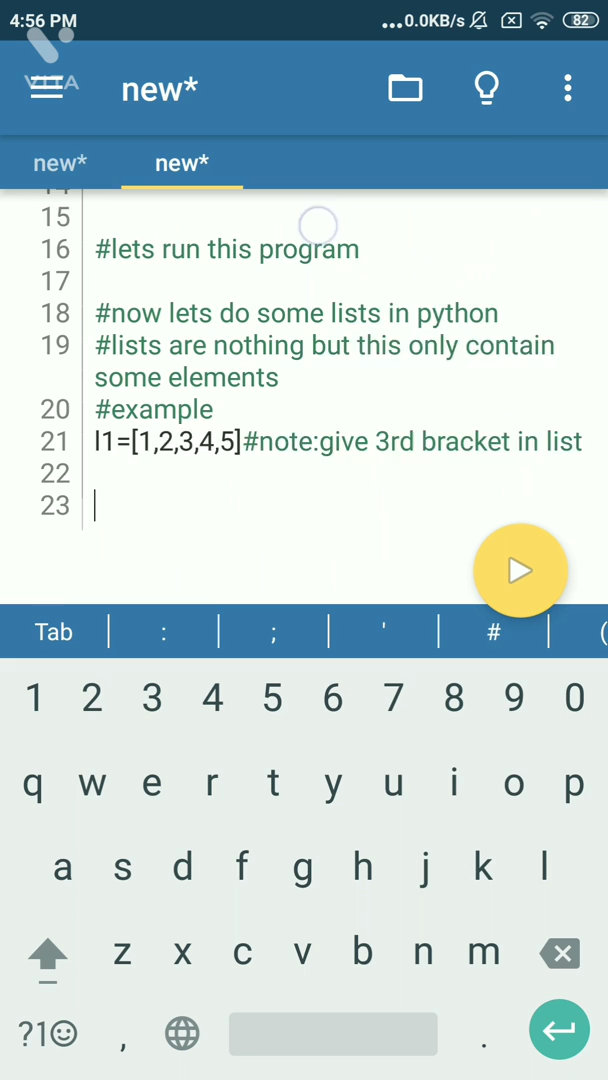 4:56 PM
...0.0KB/s
82
VITA
new*
new*
new*
14
15
16 #lets run this program
17
18 #now lets do some lists in python
19 #lists are nothing but this only contain
some elements
20 #example
21 l1=[1,2,3,4,5]#note:give 3rd bracket in list
22
23
Tab : ; ' # (
1 2 3 4 5 6 7 8 9 0
q w e r t y u i o p
a s d f g h j k l
z x c v b n m
?1☺ , .